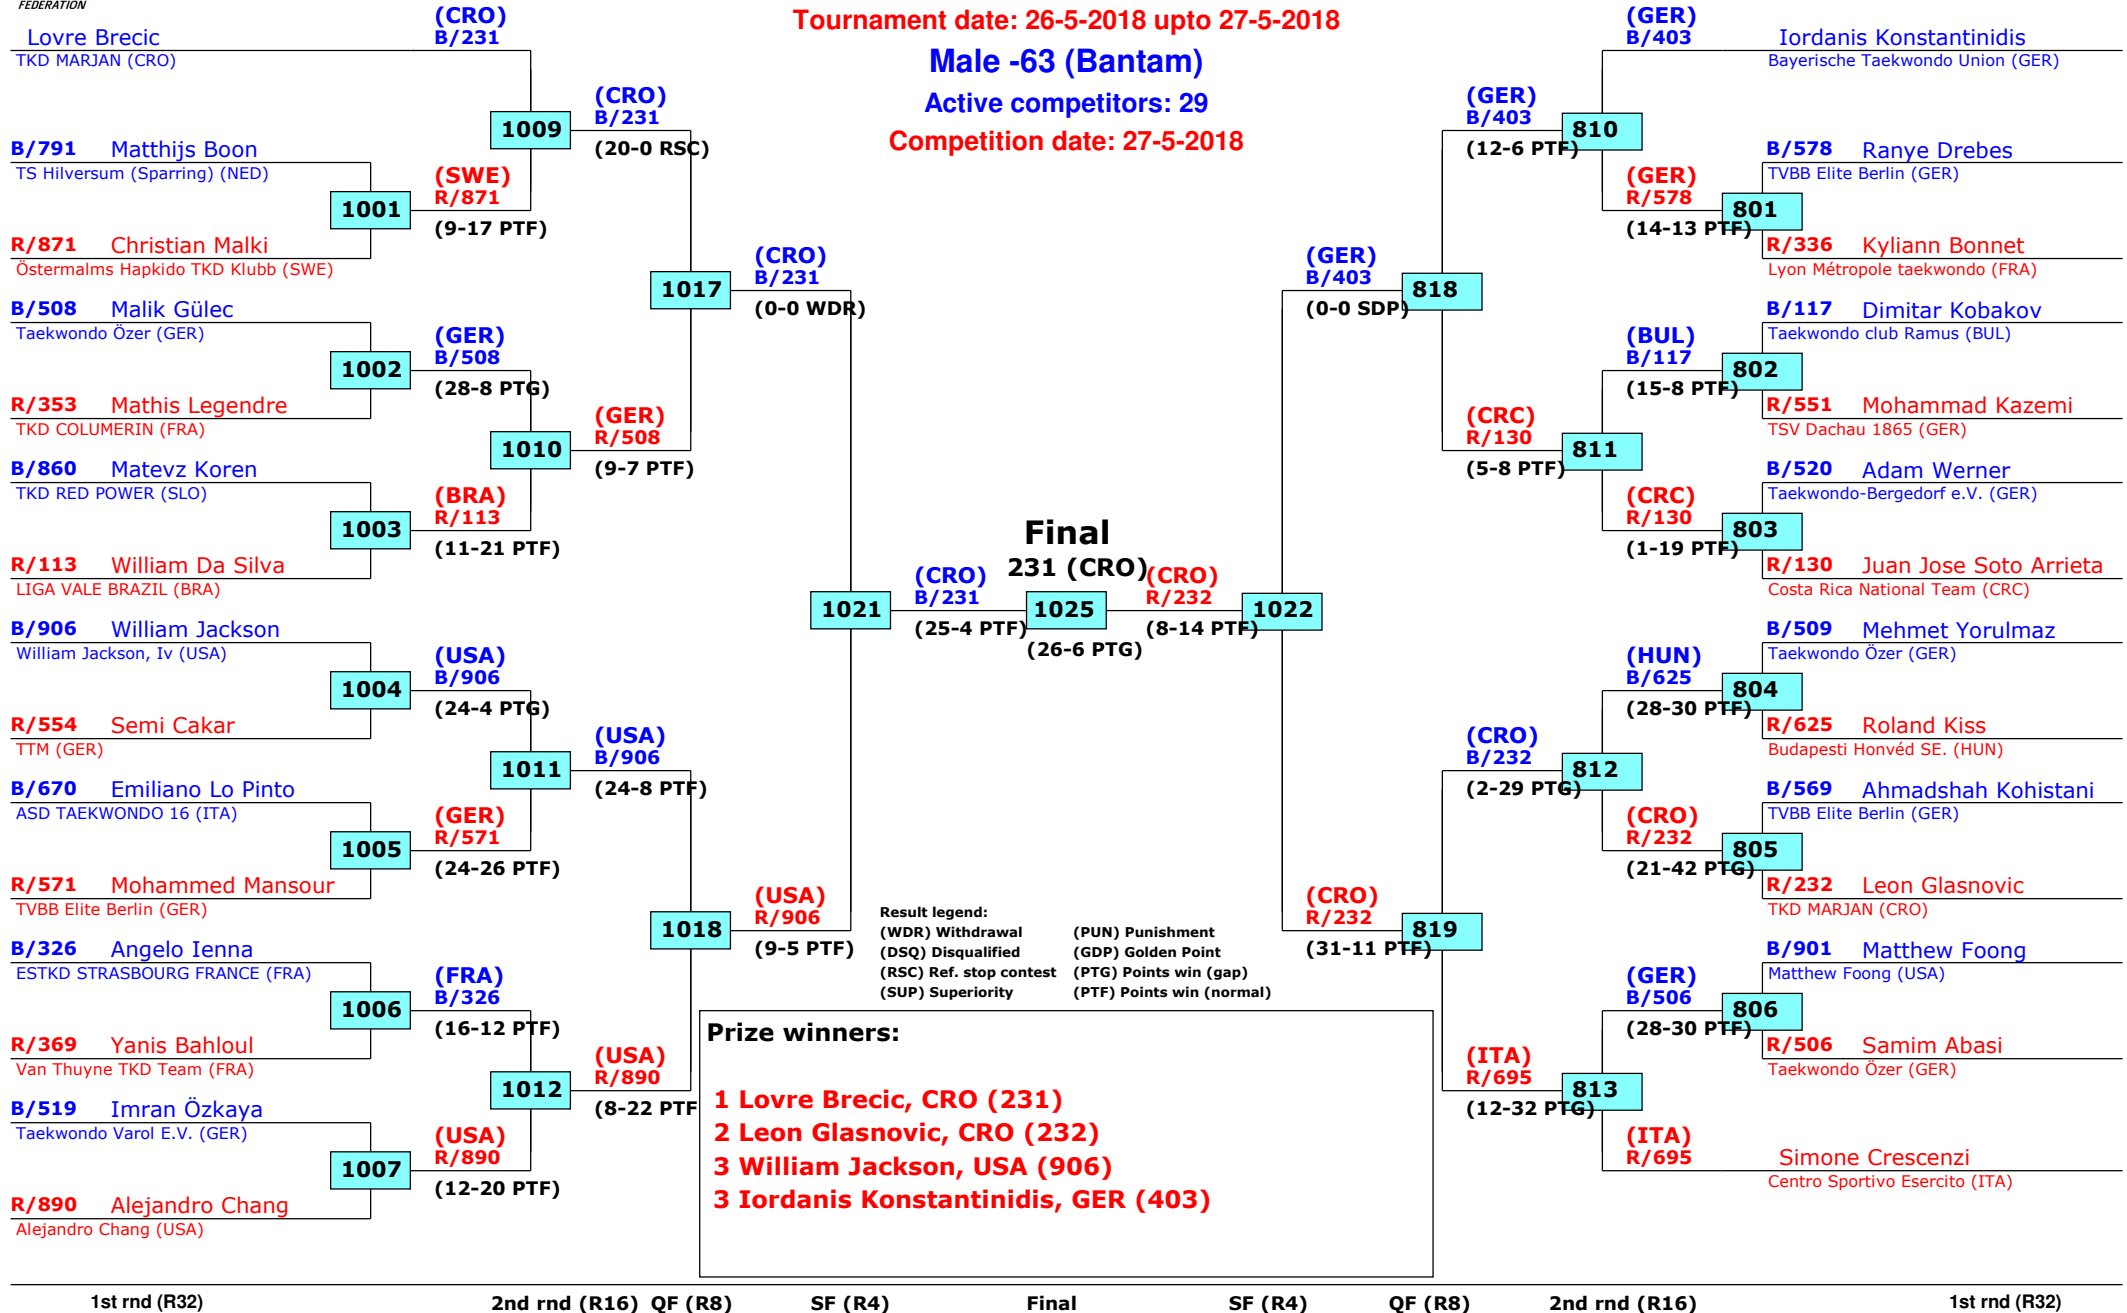 FEDERATION
Tournament date: 26-5-2018 upto 27-5-2018
Male -63 (Bantam)
Active competitors: 29
Competition date: 27-5-2018
Lovre Brecic
TKD MARJAN (CRO)
B/791 Matthijs Boon
TS Hilversum (Sparring) (NED)
1001
R/871 Christian Malki
Östermalms Hapkido TKD Klubb (SWE)
B/508 Malik Gülec
Taekwondo Özer (GER)
1002
R/353 Mathis Legendre
TKD COLUMERIN (FRA)
B/860 Matevz Koren
TKD RED POWER (SLO)
1003
R/113 William Da Silva
LIGA VALE BRAZIL (BRA)
B/906 William Jackson
William Jackson, Iv (USA)
1004
R/554 Semi Cakar
TTM (GER)
B/670 Emiliano Lo Pinto
ASD TAEKWONDO 16 (ITA)
1005
R/571 Mohammed Mansour
TVBB Elite Berlin (GER)
B/326 Angelo Ienna
ESTKD STRASBOURG FRANCE (FRA)
1006
R/369 Yanis Bahloul
Van Thuyne TKD Team (FRA)
B/519 Imran Özkaya
Taekwondo Varol E.V. (GER)
1007
R/890 Alejandro Chang
Alejandro Chang (USA)
(CRO)
B/231
1009
(SWE)
R/871
(9-17 PTF)
(GER)
B/508
(28-8 PTG)
1010
(BRA)
R/113
(11-21 PTF)
(USA)
B/906
(24-4 PTG)
1011
(GER)
R/571
(24-26 PTF)
(FRA)
B/326
(16-12 PTF)
1012
(USA)
R/890
(12-20 PTF)
(CRO)
B/231
(20-0 RSC)
1017
(GER)
R/508
(9-7 PTF)
(USA)
B/906
(24-8 PTF)
1018
(USA)
R/890
(8-22 PTF
(CRO)
B/231
(0-0 WDR)
1021
(USA)
R/906
(9-5 PTF)
(CRO)
B/231
(25-4 PTF)
Final
231 (CRO)
1025
(26-6 PTG)
(CRO)
R/232
(8-14 PTF)
1022
(GER)
B/403
(0-0 SDP)
818
(CRO)
R/232
(31-11 PTF)
819
(GER)
B/403
(12-6 PTF)
810
(CRC)
R/130
(5-8 PTF)
811
(CRO)
B/232
(2-29 PTG)
812
(ITA)
R/695
(12-32 PTG)
813
(GER)
B/403
(GER)
R/578
(14-13 PTF)
801
(BUL)
B/117
(15-8 PTF)
802
(CRC)
R/130
(1-19 PTF)
803
(HUN)
B/625
(28-30 PTF)
804
(CRO)
R/232
(21-42 PTG)
805
(GER)
B/506
(28-30 PTF)
806
(ITA)
R/695
Iordanis Konstantinidis
Bayerische Taekwondo Union (GER)
B/578 Ranye Drebes
TVBB Elite Berlin (GER)
R/336 Kyliann Bonnet
Lyon Métropole taekwondo (FRA)
B/117 Dimitar Kobakov
Taekwondo club Ramus (BUL)
R/551 Mohammad Kazemi
TSV Dachau 1865 (GER)
B/520 Adam Werner
Taekwondo-Bergedorf e.V. (GER)
R/130 Juan Jose Soto Arrieta
Costa Rica National Team (CRC)
B/509 Mehmet Yorulmaz
Taekwondo Özer (GER)
R/625 Roland Kiss
Budapesti Honvéd SE. (HUN)
B/569 Ahmadshah Kohistani
TVBB Elite Berlin (GER)
R/232 Leon Glasnovic
TKD MARJAN (CRO)
B/901 Matthew Foong
Matthew Foong (USA)
R/506 Samim Abasi
Taekwondo Özer (GER)
Simone Crescenzi
Centro Sportivo Esercito (ITA)
Result legend:
(WDR) Withdrawal (PUN) Punishment
(DSQ) Disqualified (GDP) Golden Point
(RSC) Ref. stop contest (PTG) Points win (gap)
(SUP) Superiority (PTF) Points win (normal)
Prize winners:
1 Lovre Brecic, CRO (231)
2 Leon Glasnovic, CRO (232)
3 William Jackson, USA (906)
3 Iordanis Konstantinidis, GER (403)
1st rnd (R32) 2nd rnd (R16) QF (R8) SF (R4) Final SF (R4) QF (R8) 2nd rnd (R16) 1st rnd (R32)